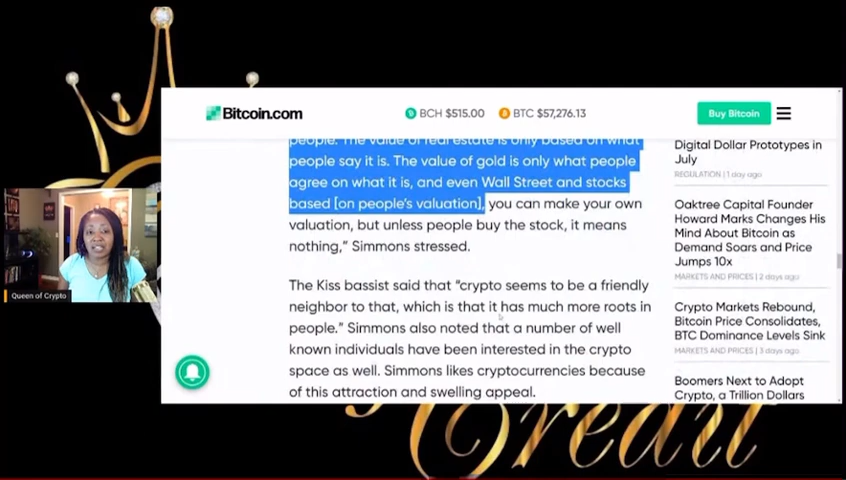 Bitcoin.com
BCH $515.00
BTC $57,276.13
Buy Bitcoin
people. The value of real estate is only based on what
people say it is. The value of gold is only what people
agree on what it is, and even Wall Street and stocks
based [on people's valuation], you can make your own
valuation, but unless people buy the stock, it means
nothing,” Simmons stressed.
The Kiss bassist said that “crypto seems to be a friendly
neighbor to that, which is that it has much more roots in
people.” Simmons also noted that a number of well
known individuals have been interested in the crypto
space as well. Simmons likes cryptocurrencies because
of this attraction and swelling appeal.
Digital Dollar Prototypes in
July
REGULATION | 1 day ago
Oaktree Capital Founder
Howard Marks Changes His
Mind About Bitcoin as
Demand Soars and Price
Jumps 10x
MARKETS AND PRICES | 2 days ago
Crypto Markets Rebound,
Bitcoin Price Consolidates,
BTC Dominance Levels Sink
MARKETS AND PRICES | 3 days ago
Boomers Next to Adopt
Crypto, a Trillion Dollars
Queen of Crypto
Credit